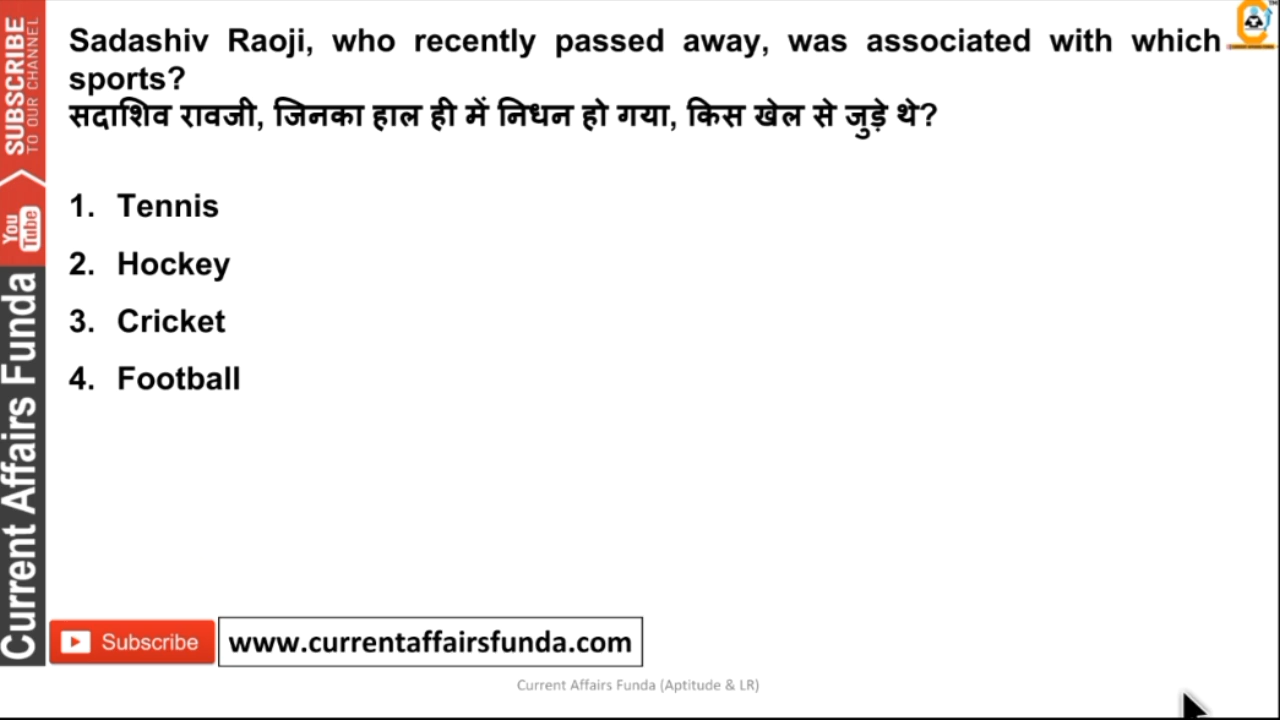 Sadashiv Raoji, who recently passed away, was associated with which
sports?
सदाशिव रावजी, जिनका हाल ही में निधन हो गया, किस खेल से जुड़े थे?
1. Tennis
2. Hockey
3. Cricket
4. Football
SUBSCRIBE
TO OUR CHANNEL
You
Tube
Current Affairs Funda
Subscribe
www.currentaffairsfunda.com
Current Affairs Funda (Aptitude & LR)